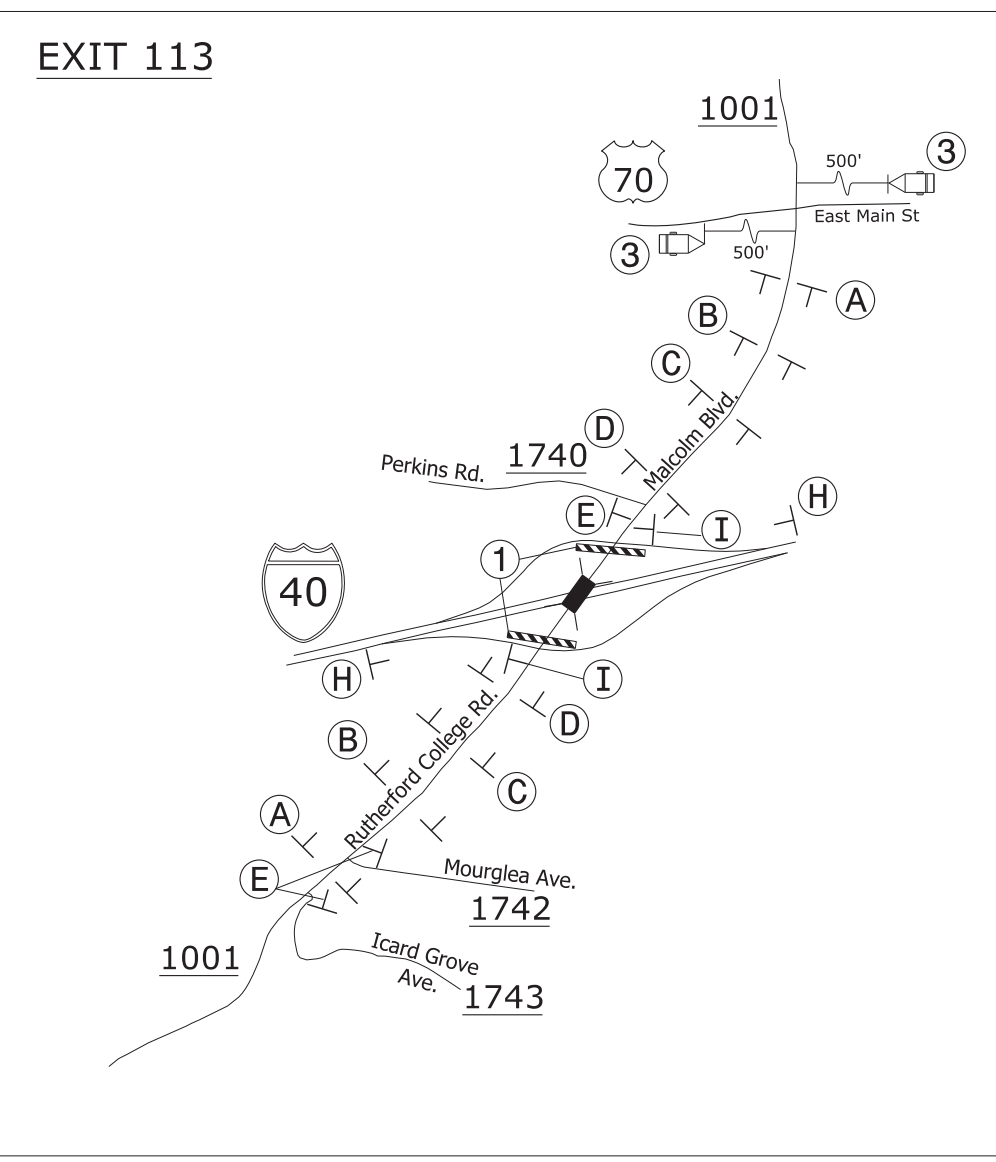 EXIT 113
1001
3
500'
70
East Main St
500'
3
A
B
C
Malcolm Blvd.
D
1740
Perkins Rd.
H
E
I
1
40
H
I
D
Rutherford College Rd.
B
C
A
Mourglea Ave.
E
1742
Icard Grove
Ave.
1001
1743